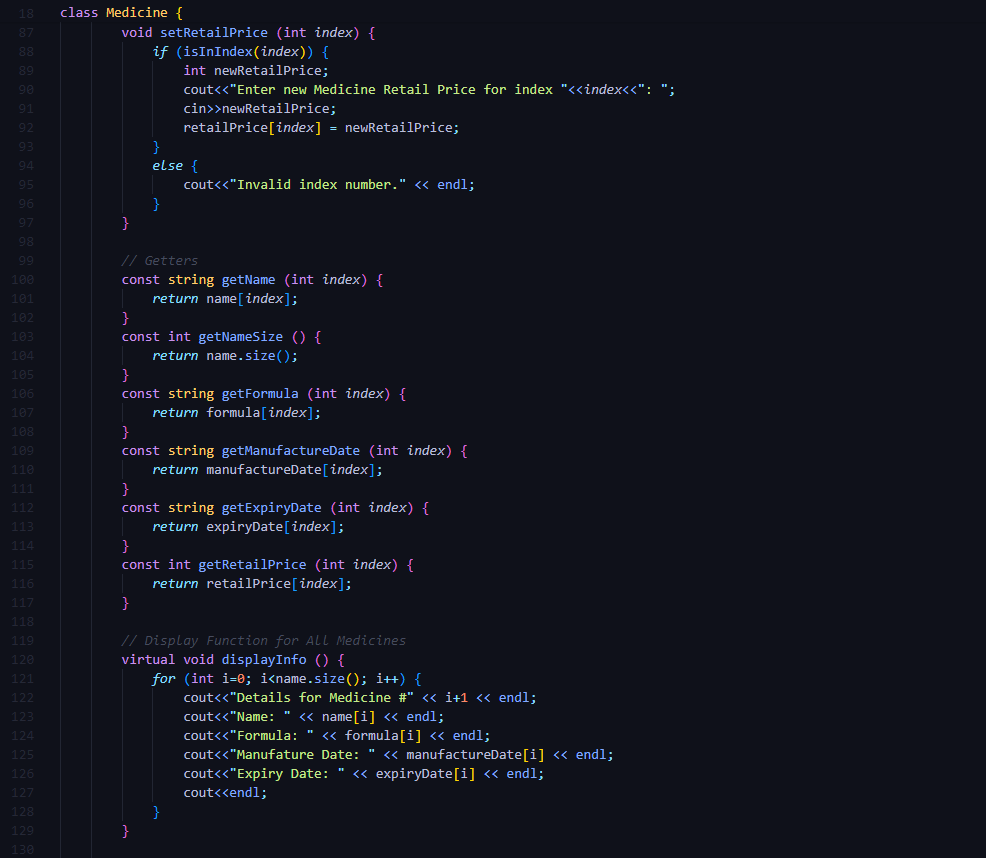 18 class Medicine {
87 void setRetailPrice (int index) {
88 if (isInIndex(index)) {
89 int newRetailPrice;
90 cout<<"Enter new Medicine Retail Price for index "<<index<<": ";
91 cin>>newRetailPrice;
92 retailPrice[index] = newRetailPrice;
93 }
94 else {
95 cout<<"Invalid index number." << endl;
96 }
97 }
98
99 // Getters
100 const string getName (int index) {
101 return name[index];
102 }
103 const int getNameSize () {
104 return name.size();
105 }
106 const string getFormula (int index) {
107 return formula[index];
108 }
109 const string getManufactureDate (int index) {
110 return manufactureDate[index];
111 }
112 const string getExpiryDate (int index) {
113 return expiryDate[index];
114 }
115 const int getRetailPrice (int index) {
116 return retailPrice[index];
117 }
118
119 // Display Function for All Medicines
120 virtual void displayInfo () {
121 for (int i=0; i<name.size(); i++) {
122 cout<<"Details for Medicine #" << i+1 << endl;
123 cout<<"Name: " << name[i] << endl;
124 cout<<"Formula: " << formula[i] << endl;
125 cout<<"Manufature Date: " << manufactureDate[i] << endl;
126 cout<<"Expiry Date: " << expiryDate[i] << endl;
127 cout<<endl;
128 }
129 }
130